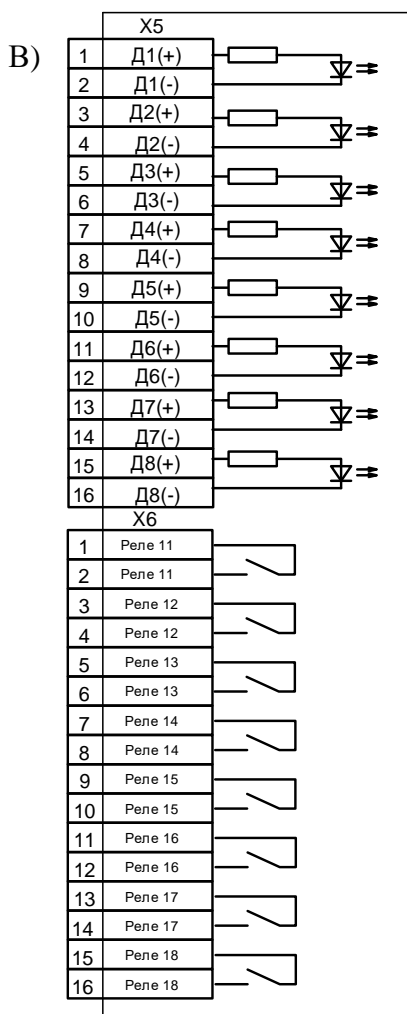 В)
X5
1 Д1(+)
2 Д1(-)
3 Д2(+)
4 Д2(-)
5 Д3(+)
6 Д3(-)
7 Д4(+)
8 Д4(-)
9 Д5(+)
10 Д5(-)
11 Д6(+)
12 Д6(-)
13 Д7(+)
14 Д7(-)
15 Д8(+)
16 Д8(-)
X6
1 Реле 11
2 Реле 11
3 Реле 12
4 Реле 12
5 Реле 13
6 Реле 13
7 Реле 14
8 Реле 14
9 Реле 15
10 Реле 15
11 Реле 16
12 Реле 16
13 Реле 17
14 Реле 17
15 Реле 18
16 Реле 18